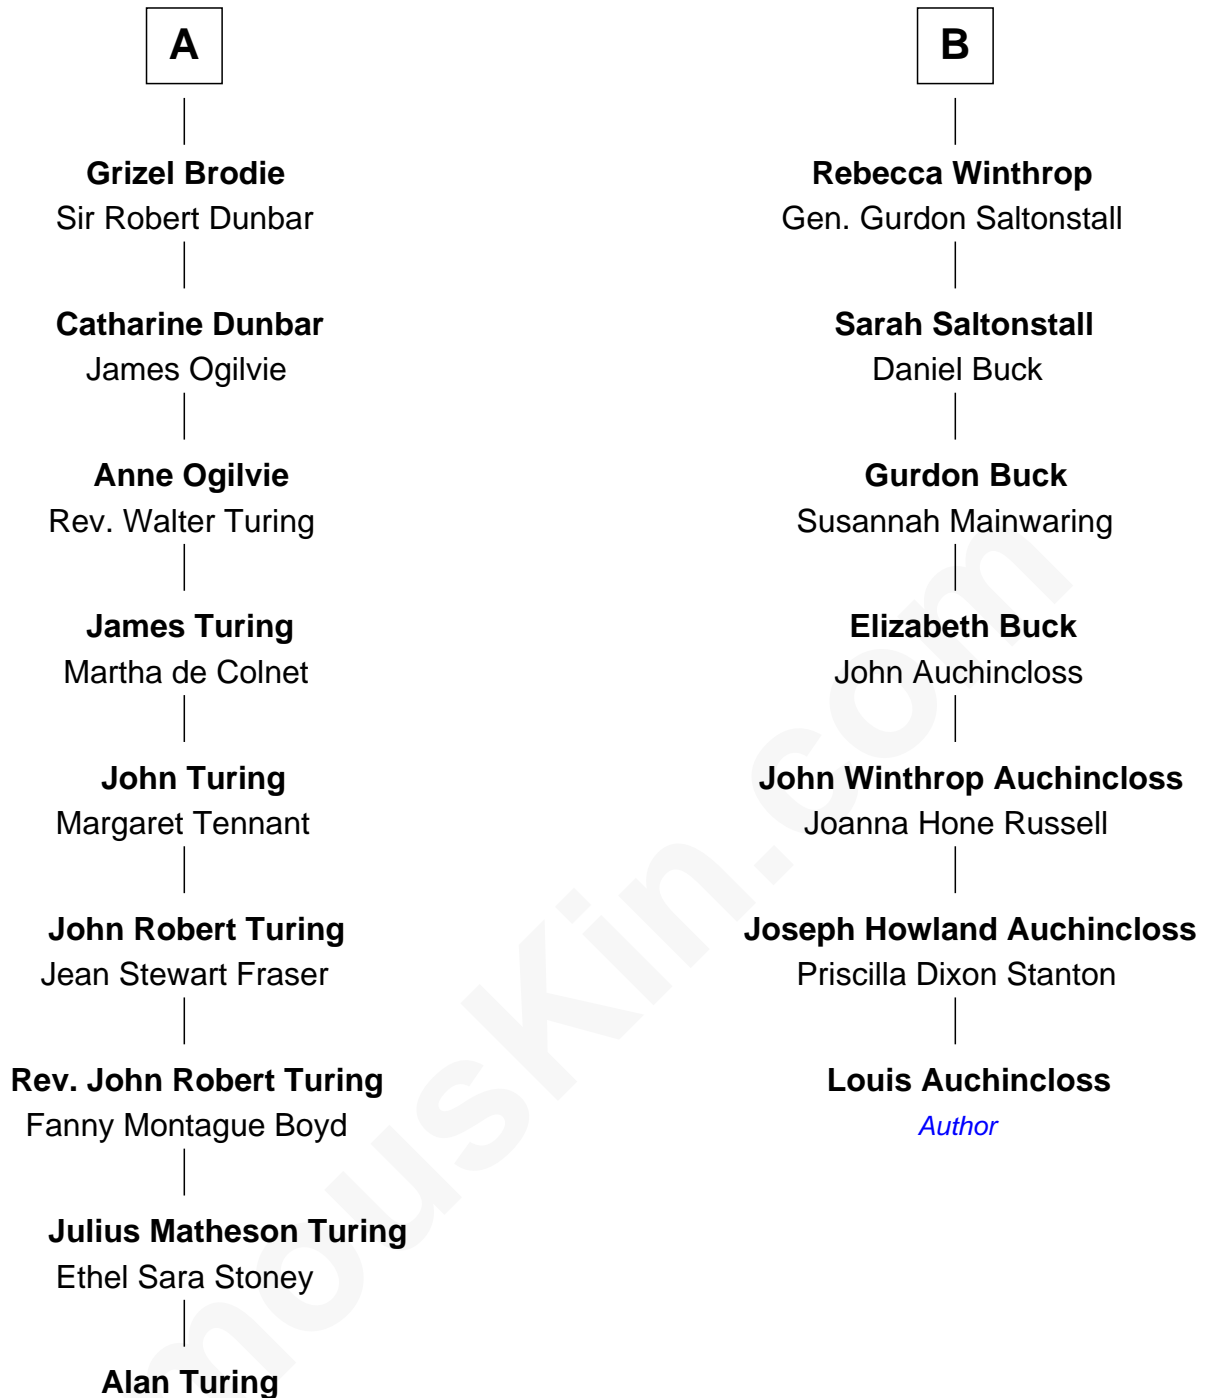 A
Grizel Brodie
Sir Robert Dunbar
Catharine Dunbar
James Ogilvie
Anne Ogilvie
Rev. Walter Turing
James Turing
Martha de Colnet
John Turing
Margaret Tennant
John Robert Turing
Jean Stewart Fraser
Rev. John Robert Turing
Fanny Montague Boyd
Julius Matheson Turing
Ethel Sara Stoney
Alan Turing
B
Rebecca Winthrop
Gen. Gurdon Saltonstall
Sarah Saltonstall
Daniel Buck
Gurdon Buck
Susannah Mainwaring
Elizabeth Buck
John Auchincloss
John Winthrop Auchincloss
Joanna Hone Russell
Joseph Howland Auchincloss
Priscilla Dixon Stanton
Louis Auchincloss
Author
mousKin.com